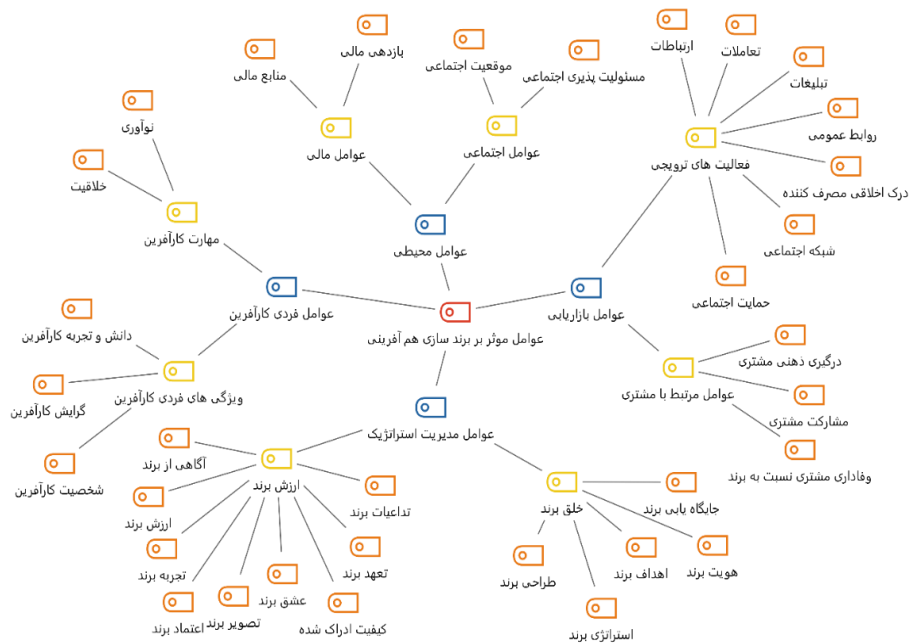 ارتباطات
تعاملات
بازدهی مالی
موقعیت اجتماعی
منابع مالی
مسئولیت پذیری اجتماعی
تبلیغات
نوآوری
روابط عمومی
عوامل مالی
عوامل اجتماعی
فعالیت های ترویجی
خلاقیت
درک اخلاقی مصرف کننده
مهارت کارآفرین
عوامل محیطی
شبکه اجتماعی
حمایت اجتماعی
عوامل فردی کارآفرین
عوامل بازاریابی
دانش و تجربه کارآفرین
عوامل موثر بر برند سازی هم آفرینی
درگیری ذهنی مشتری
ویژگی های فردی کارآفرین
عوامل مرتبط با مشتری
گرایش کارآفرین
مشارکت مشتری
عوامل مدیریت استراتژیک
آگاهی از برند
وفاداری مشتری نسبت به برند
ارزش برند
شخصیت کارآفرین
تداعیات برند
خلق برند
جایگاه یابی برند
ارزش برند
تجربه برند
تعهد برند
طراحی برند
اهداف برند
هویت برند
عشق برند
اعتماد برند
تصویر برند
کیفیت ادراک شده
استراتژی برند